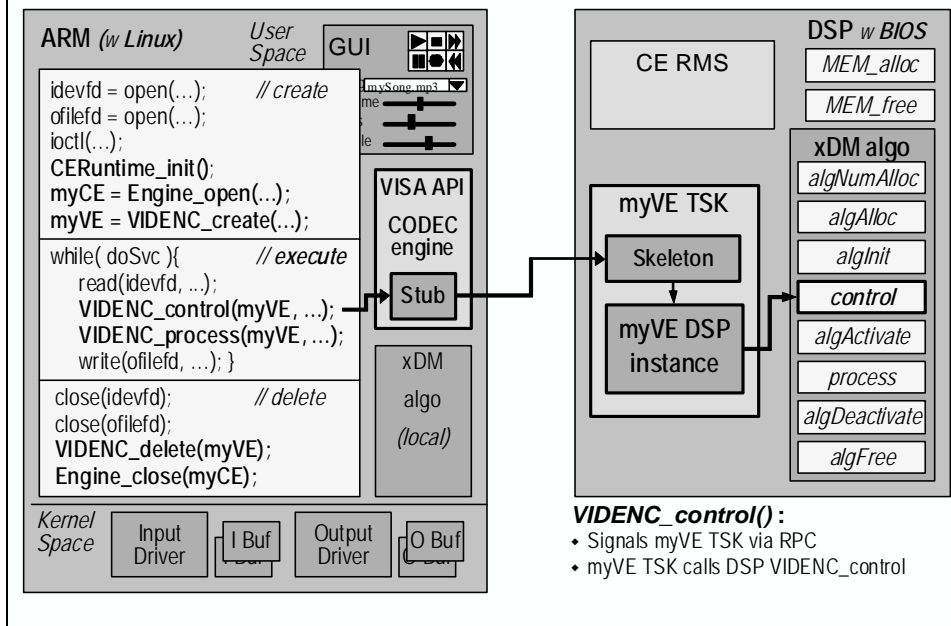 ARM (w Linux)
User
Space
GUI
mySong.mp3
me
s
le
idevfd = open(…); // create
ofilefd = open(…);
ioctl(…);
CERuntime_init();
myCE = Engine_open(…);
myVE = VIDENC_create(…);
while( doSvc ){ // execute
read(idevfd, ...);
VIDENC_control(myVE, …);
VIDENC_process(myVE, …);
write(ofilefd, …); }
close(idevfd); // delete
close(ofilefd);
VIDENC_delete(myVE);
Engine_close(myCE);
VISA API
CODEC
engine
Stub
xDM
algo
(local)
Kernel
Space
Input
Driver
I Buf
Output
Driver
O Buf
DSP w BIOS
CE RMS
MEM_alloc
MEM_free
myVE TSK
Skeleton
myVE DSP
instance
xDM algo
algNumAlloc
algAlloc
algInit
control
algActivate
process
algDeactivate
algFree
VIDENC_control() :
◆ Signals myVE TSK via RPC
◆ myVE TSK calls DSP VIDENC_control